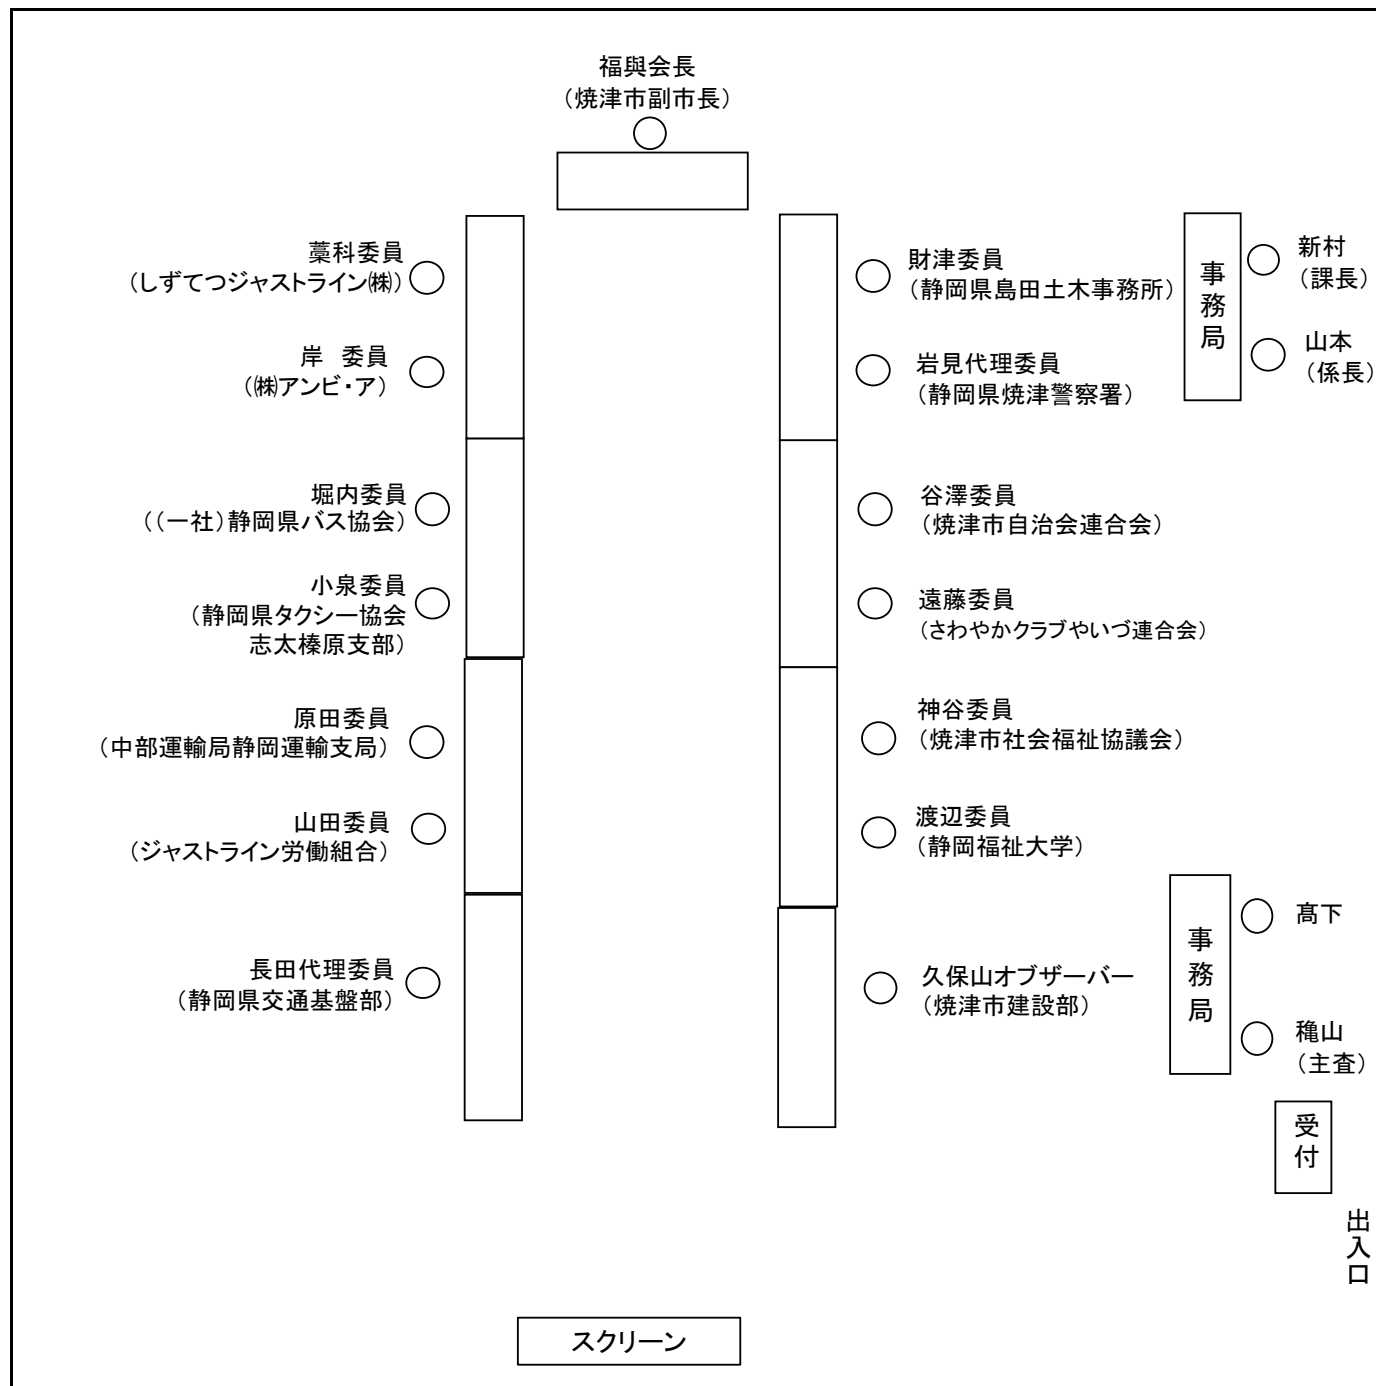 福與会長
（焼津市副市長）
藁科委員
（しずてつジャストライン㈱）
岸　委員
（㈱アンビ・ア）
堀内委員
（（一社）静岡県バス協会）
小泉委員
（静岡県タクシー協会
志太榛原支部）
原田委員
（中部運輸局静岡運輸支局）
山田委員
（ジャストライン労働組合）
長田代理委員
（静岡県交通基盤部）
財津委員
（静岡県島田土木事務所）
岩見代理委員
（静岡県焼津警察署）
谷澤委員
（焼津市自治会連合会）
遠藤委員
（さわやかクラブやいづ連合会）
神谷委員
（焼津市社会福祉協議会）
渡辺委員
（静岡福祉大学）
久保山オブザーバー
（焼津市建設部）
事務局
新村
（課長）
山本
（係長）
事務局
髙下
穐山
（主査）
受付
出入口
スクリーン